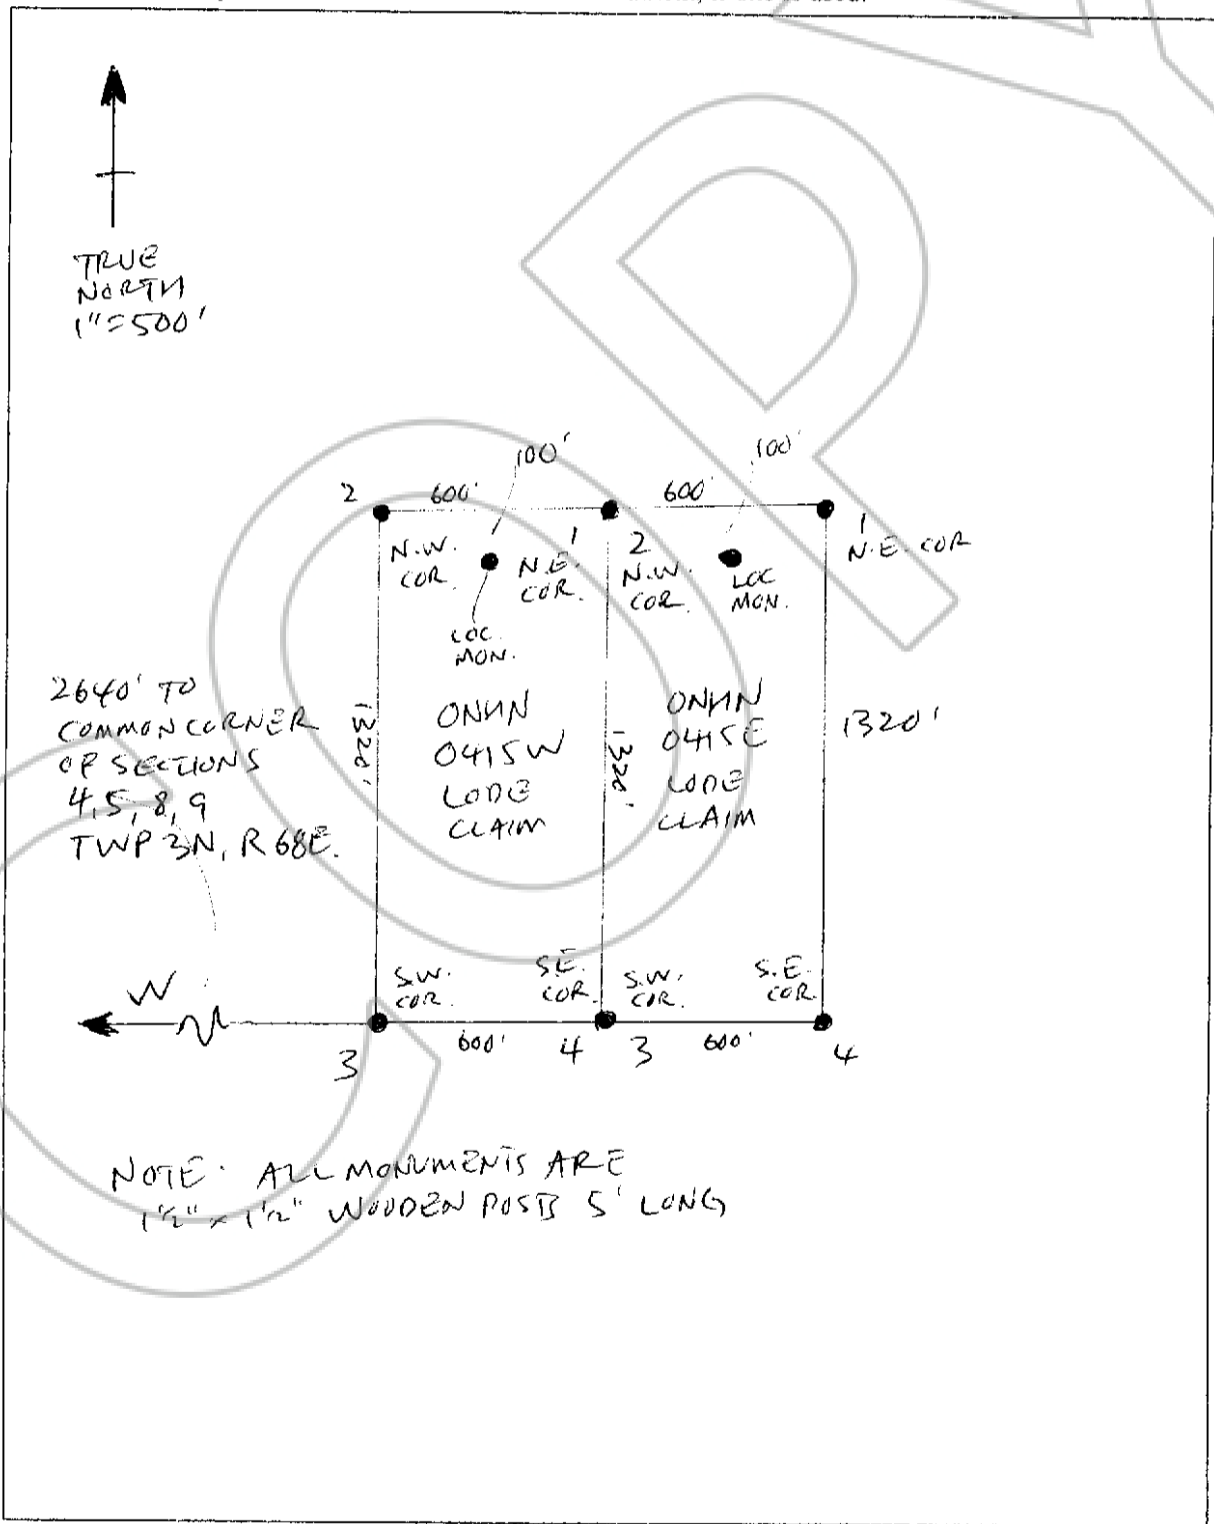 TRUE
NORTH
1"=500'
100'
100'
2
600'
600'
1
N.E. COR
N.W.
COR.
1
N.E.
COR.
2
N.W.
COR.
LOC
MON.
LOC.
MON.
2640' TO
COMMON CORNER
OF SECTIONS
4, 5, 8, 9
TWP 3N, R 68E.
1320'
ONHN
0415W
LODE
CLAIM
1320'
ONHN
0415E
LODE
CLAIM
1320'
W
S.W.
COR.
S.E.
COR.
S.W.
COR.
S.E.
COR.
3
600'
4
3
600'
4
NOTE: ALL MONUMENTS ARE
1½" x 1½" WOODEN POSTS 5' LONG
COPY